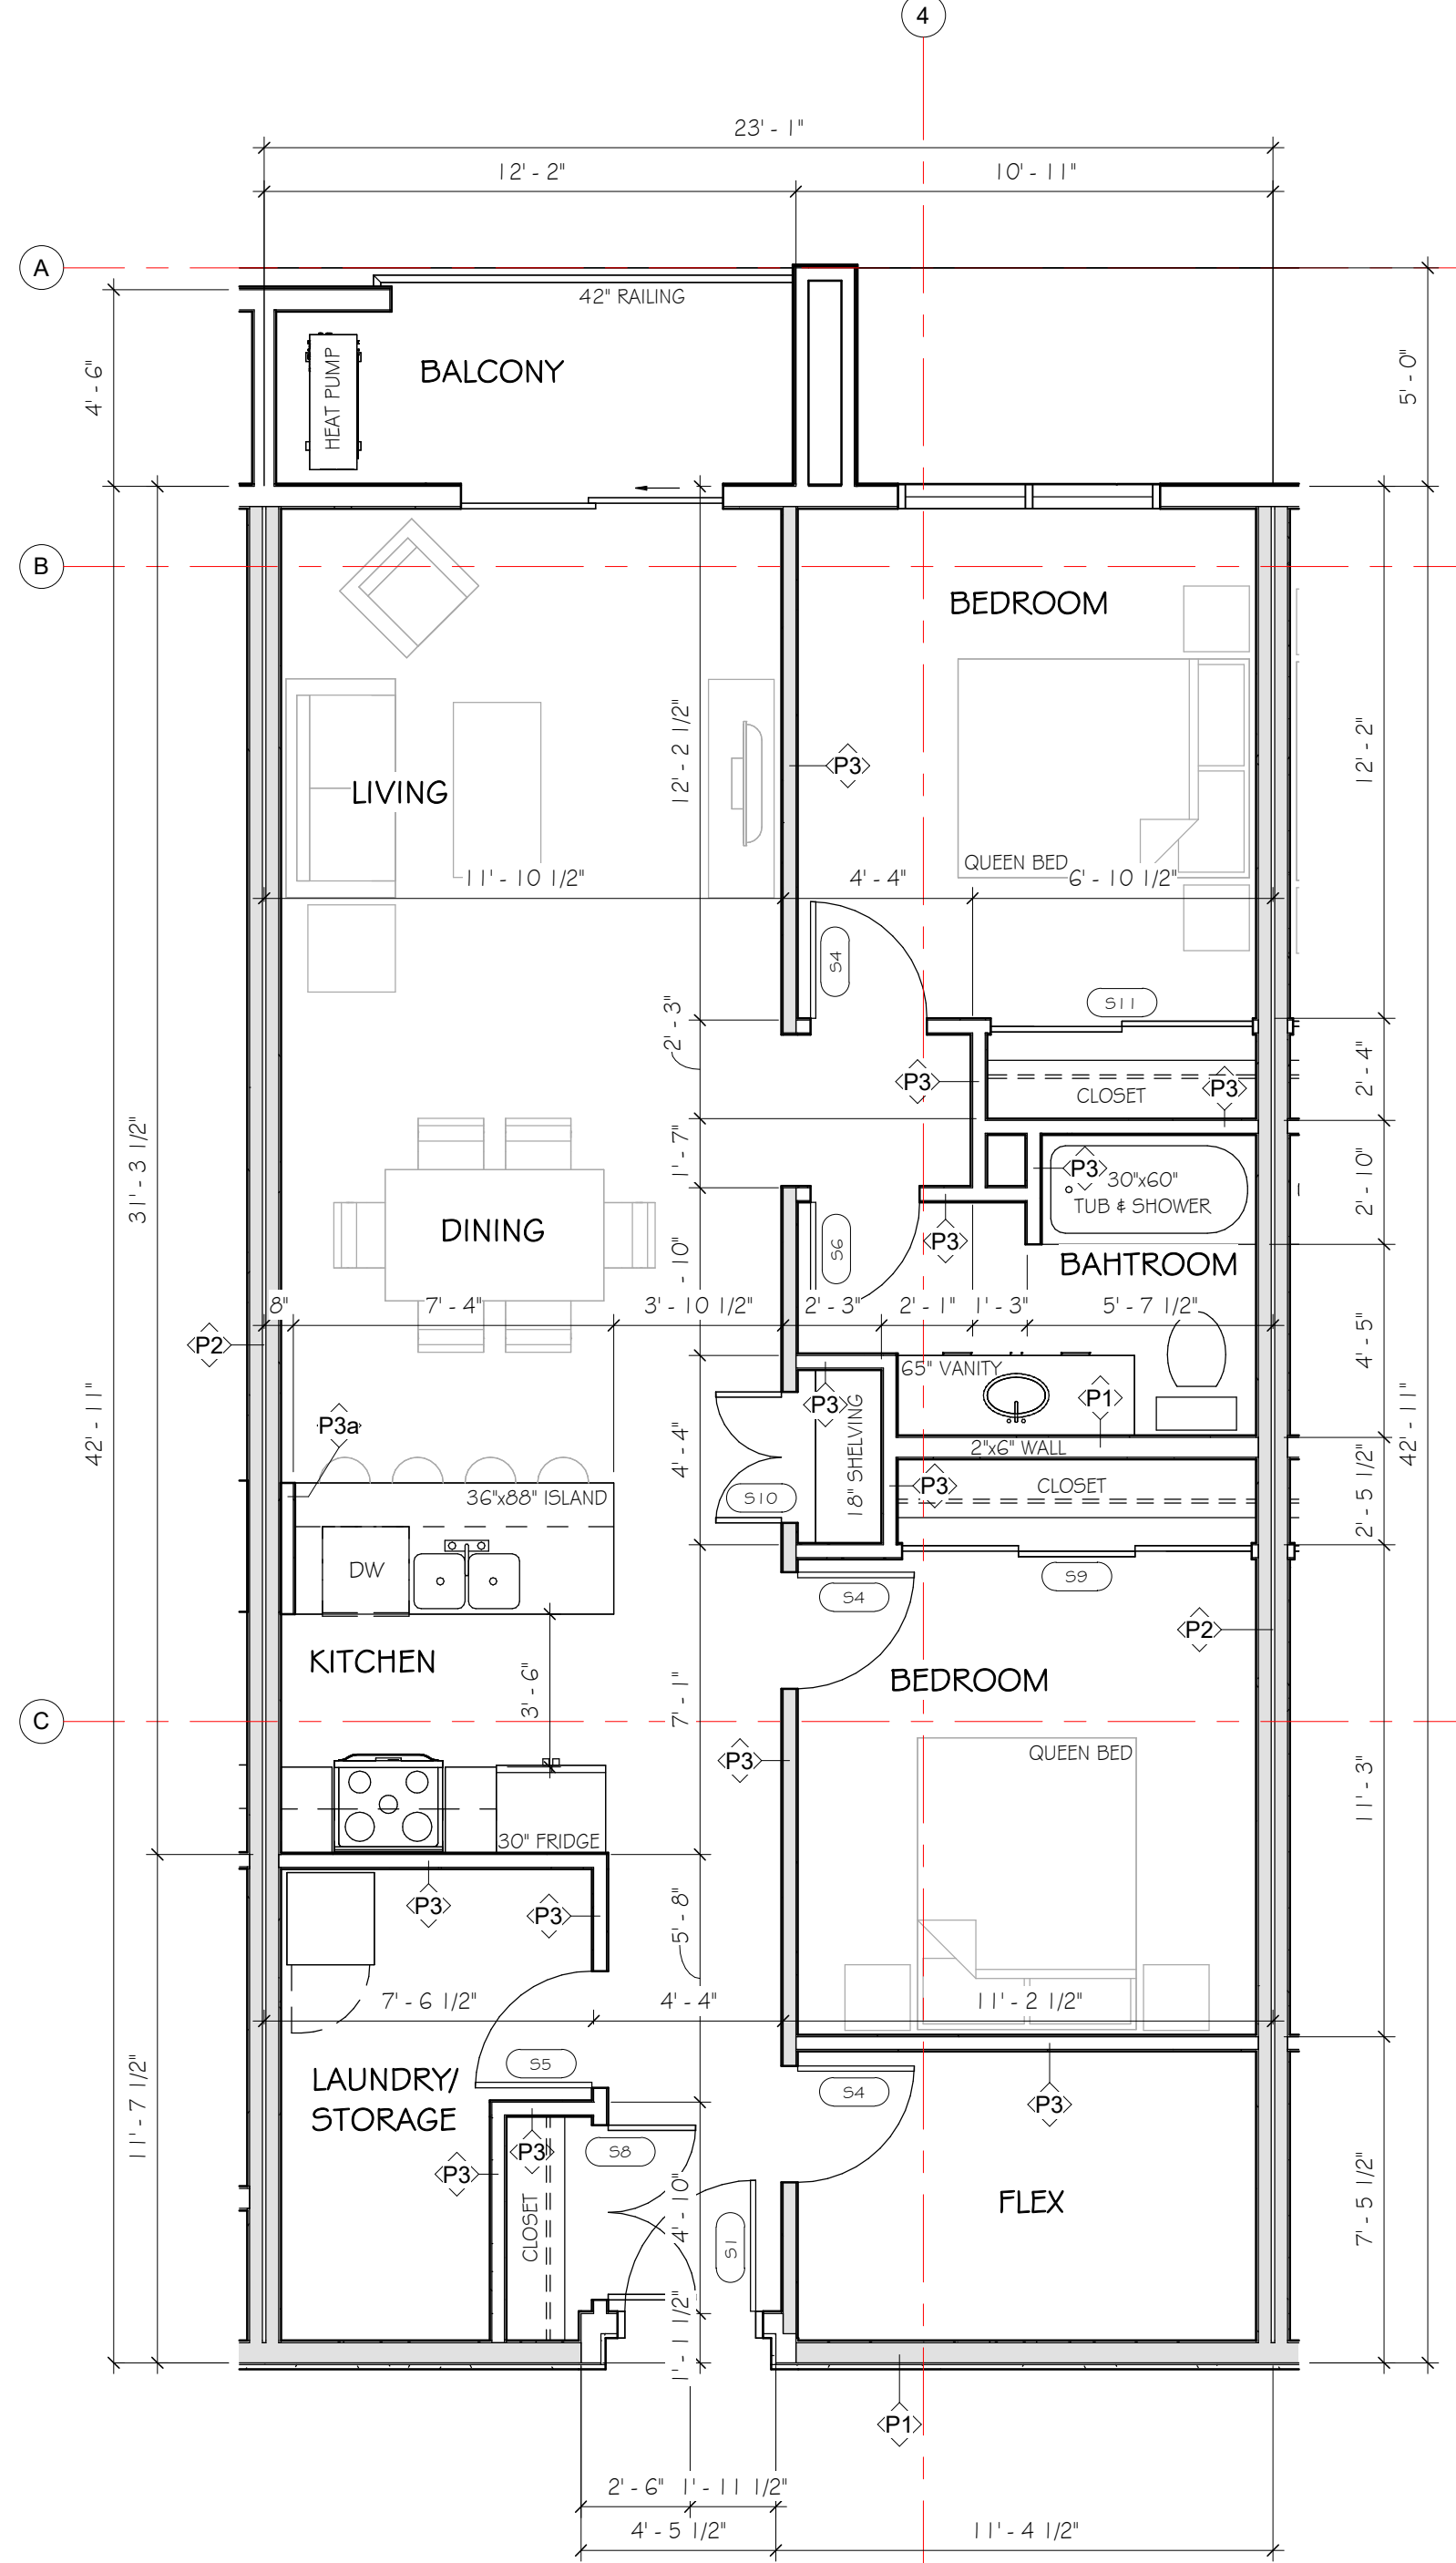 4
23' - 1"
12' - 2"
10' - 11"
A
42" RAILING
BALCONY
HEAT PUMP
4' - 6"
5' - 0"
B
BEDROOM
12' - 2 1/2"
12' - 2"
P3
LIVING
QUEEN BED
11' - 10 1/2"
4' - 4"
6' - 10 1/2"
S4
S11
2' - 3"
2' - 4"
P3
CLOSET
P3
31' - 3 1/2"
1' - 7"
P3
30"x60"
TUB & SHOWER
2' - 10"
DINING
S6
P3
- 10"
BAHTROOM
8"
7' - 4"
3' - 10 1/2"
2' - 3"
2' - 1"
1' - 3"
5' - 7 1/2"
P2
4' - 5"
65" VANITY
P3
P1
42' - 11"
42' - 11"
P3a
4' - 4"
18" SHELVING
2"x6" WALL
36"x88" ISLAND
S10
P3
CLOSET
2' - 5 1/2"
DW
S9
S4
P2
KITCHEN
3' - 6"
7' - 1"
BEDROOM
C
P3
QUEEN BED
11' - 3"
30" FRIDGE
P3
P3
5' - 8"
7' - 6 1/2"
4' - 4"
11' - 2 1/2"
S5
LAUNDRY/
STORAGE
S4
P3
11' - 7 1/2"
P3
S8
P3
CLOSET
4' - 10"
S1
FLEX
7' - 5 1/2"
1' - 1 1/2"
P1
2' - 6"
1' - 11 1/2"
4' - 5 1/2"
11' - 4 1/2"